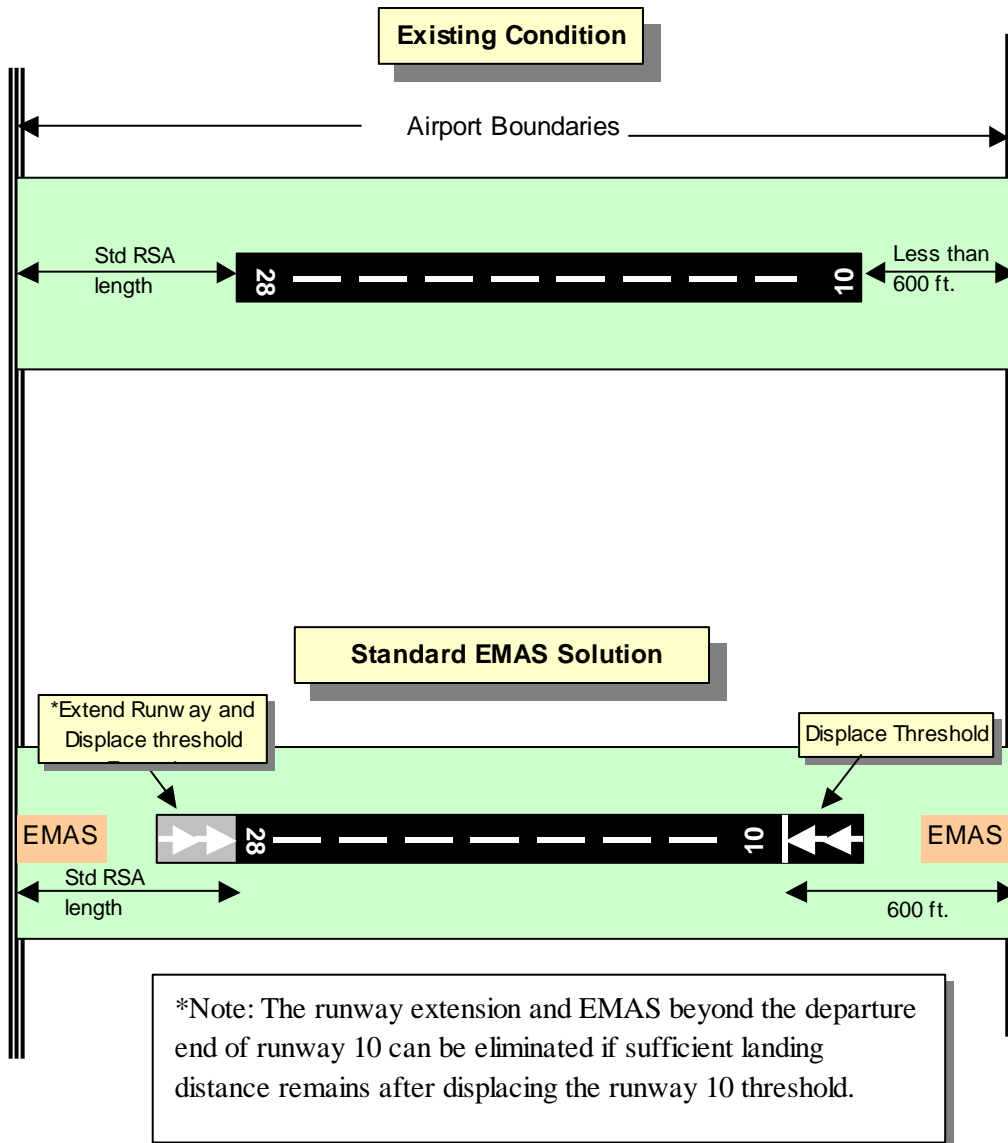 Existing Condition
Airport Boundaries
Std RSA
length
28
10
Less than
600 ft.
Standard EMAS Solution
*Extend Runway and
Displace threshold
Displace Threshold
EMAS
28
10
EMAS
Std RSA
length
600 ft.
*Note: The runway extension and EMAS beyond the departure
end of runway 10 can be eliminated if sufficient landing
distance remains after displacing the runway 10 threshold.